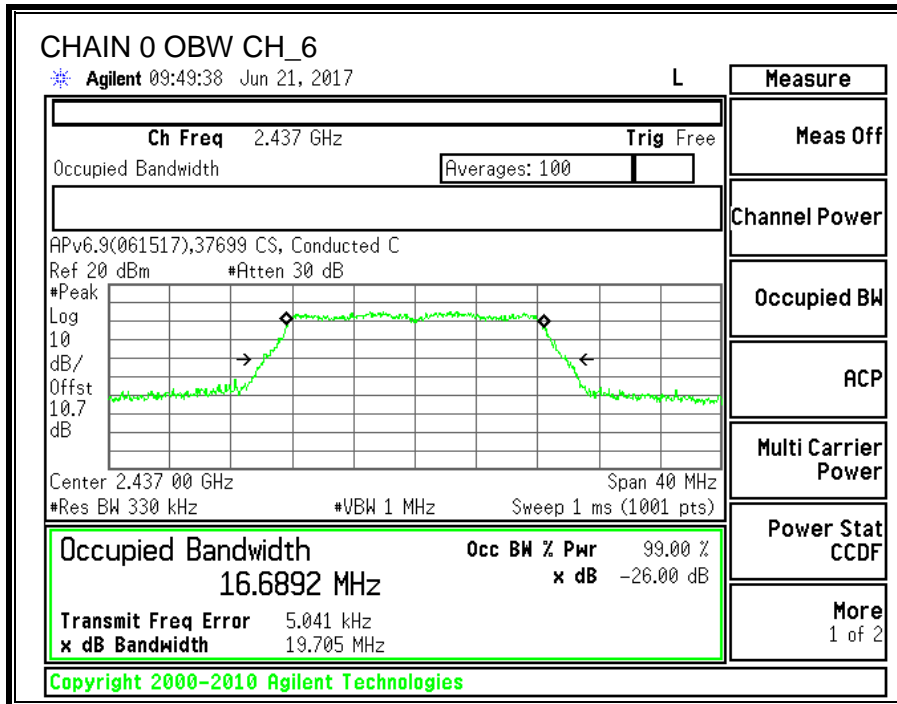 CHAIN 0 OBW CH_6
Agilent 09:49:38 Jun 21, 2017 L
Ch Freq 2.437 GHz Trig Free
Occupied Bandwidth Averages: 100
APv6.9(061517),37699 CS, Conducted C
Ref 20 dBm #Atten 30 dB
#Peak
Log
10
dB/
Offst
10.7
dB
Center 2.437 00 GHz Span 40 MHz
#Res BW 330 kHz #VBW 1 MHz Sweep 1 ms (1001 pts)
Occupied Bandwidth Occ BW % Pwr 99.00 %
16.6892 MHz x dB -26.00 dB
Transmit Freq Error 5.041 kHz
x dB Bandwidth 19.705 MHz
Copyright 2000-2010 Agilent Technologies
Measure
Meas Off
Channel Power
Occupied BW
ACP
Multi Carrier
Power
Power Stat
CCDF
More
1 of 2